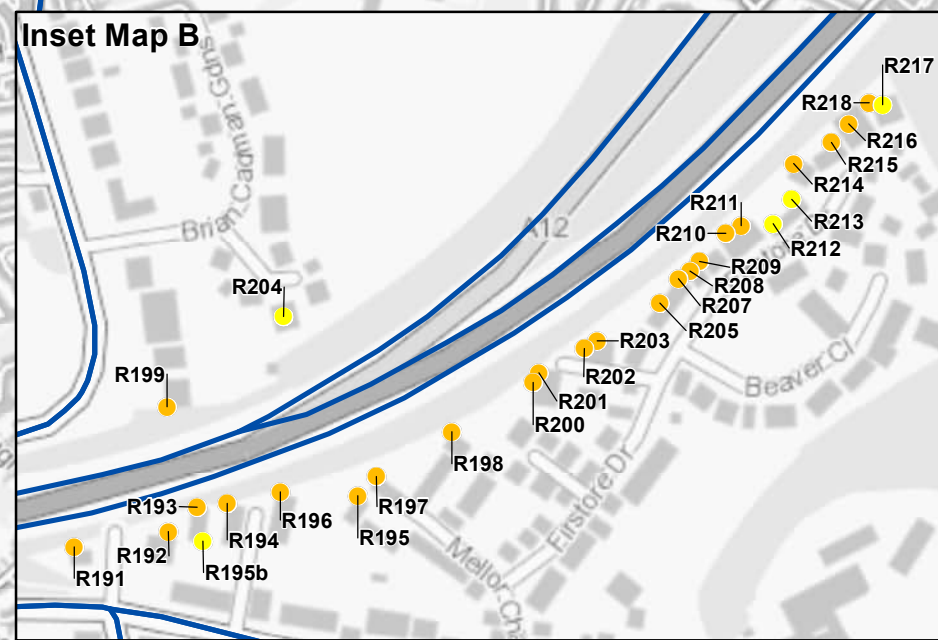 Inset Map B
R217
R218
R216
R215
R214
R211
R213
R210
R212
A12
Brian Cadman Gdns
R209
R208
R207
R204
R205
R203
R202
Beaver Cl
R199
R201
R200
R198
Firstore Dr
R197
R193
R196
R195
R194
R192
R195b
R191
Mellor Cha